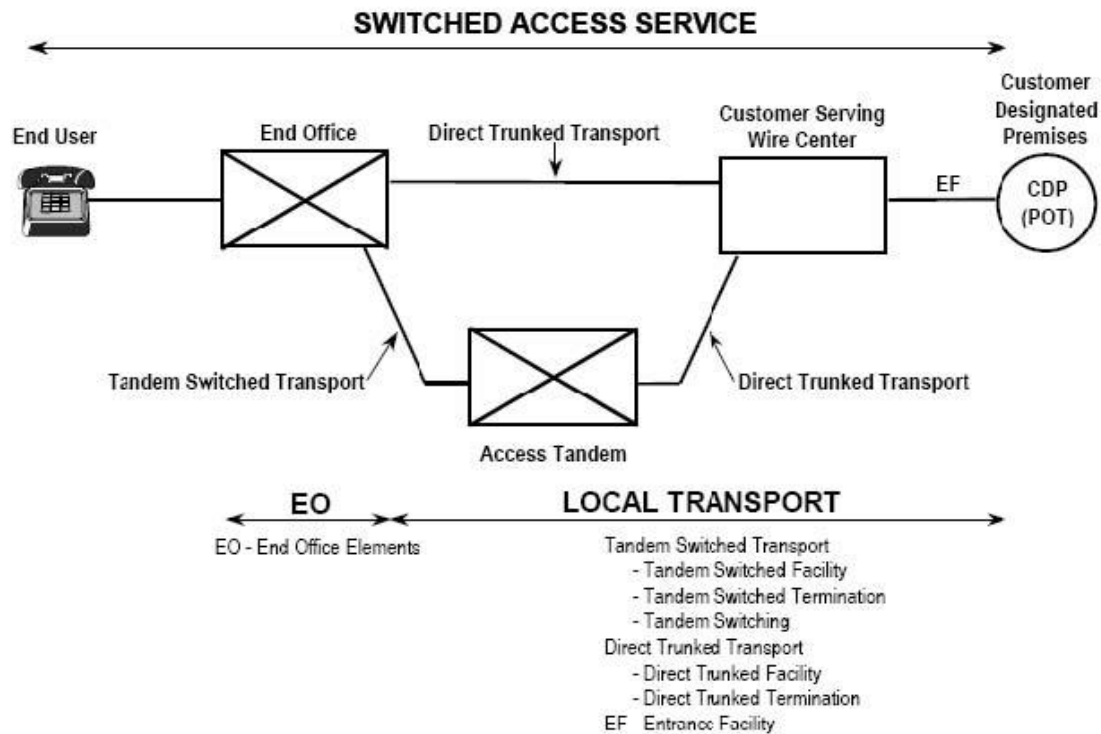 SWITCHED ACCESS SERVICE
End User
End Office
Direct Trunked Transport
Customer Serving
Wire Center
Customer
Designated
Premises
EF
CDP
(POT)
Tandem Switched Transport
Direct Trunked Transport
Access Tandem
EO
LOCAL TRANSPORT
EO - End Office Elements
Tandem Switched Transport
- Tandem Switched Facility
- Tandem Switched Termination
- Tandem Switching
Direct Trunked Transport
- Direct Trunked Facility
- Direct Trunked Termination
EF Entrance Facility